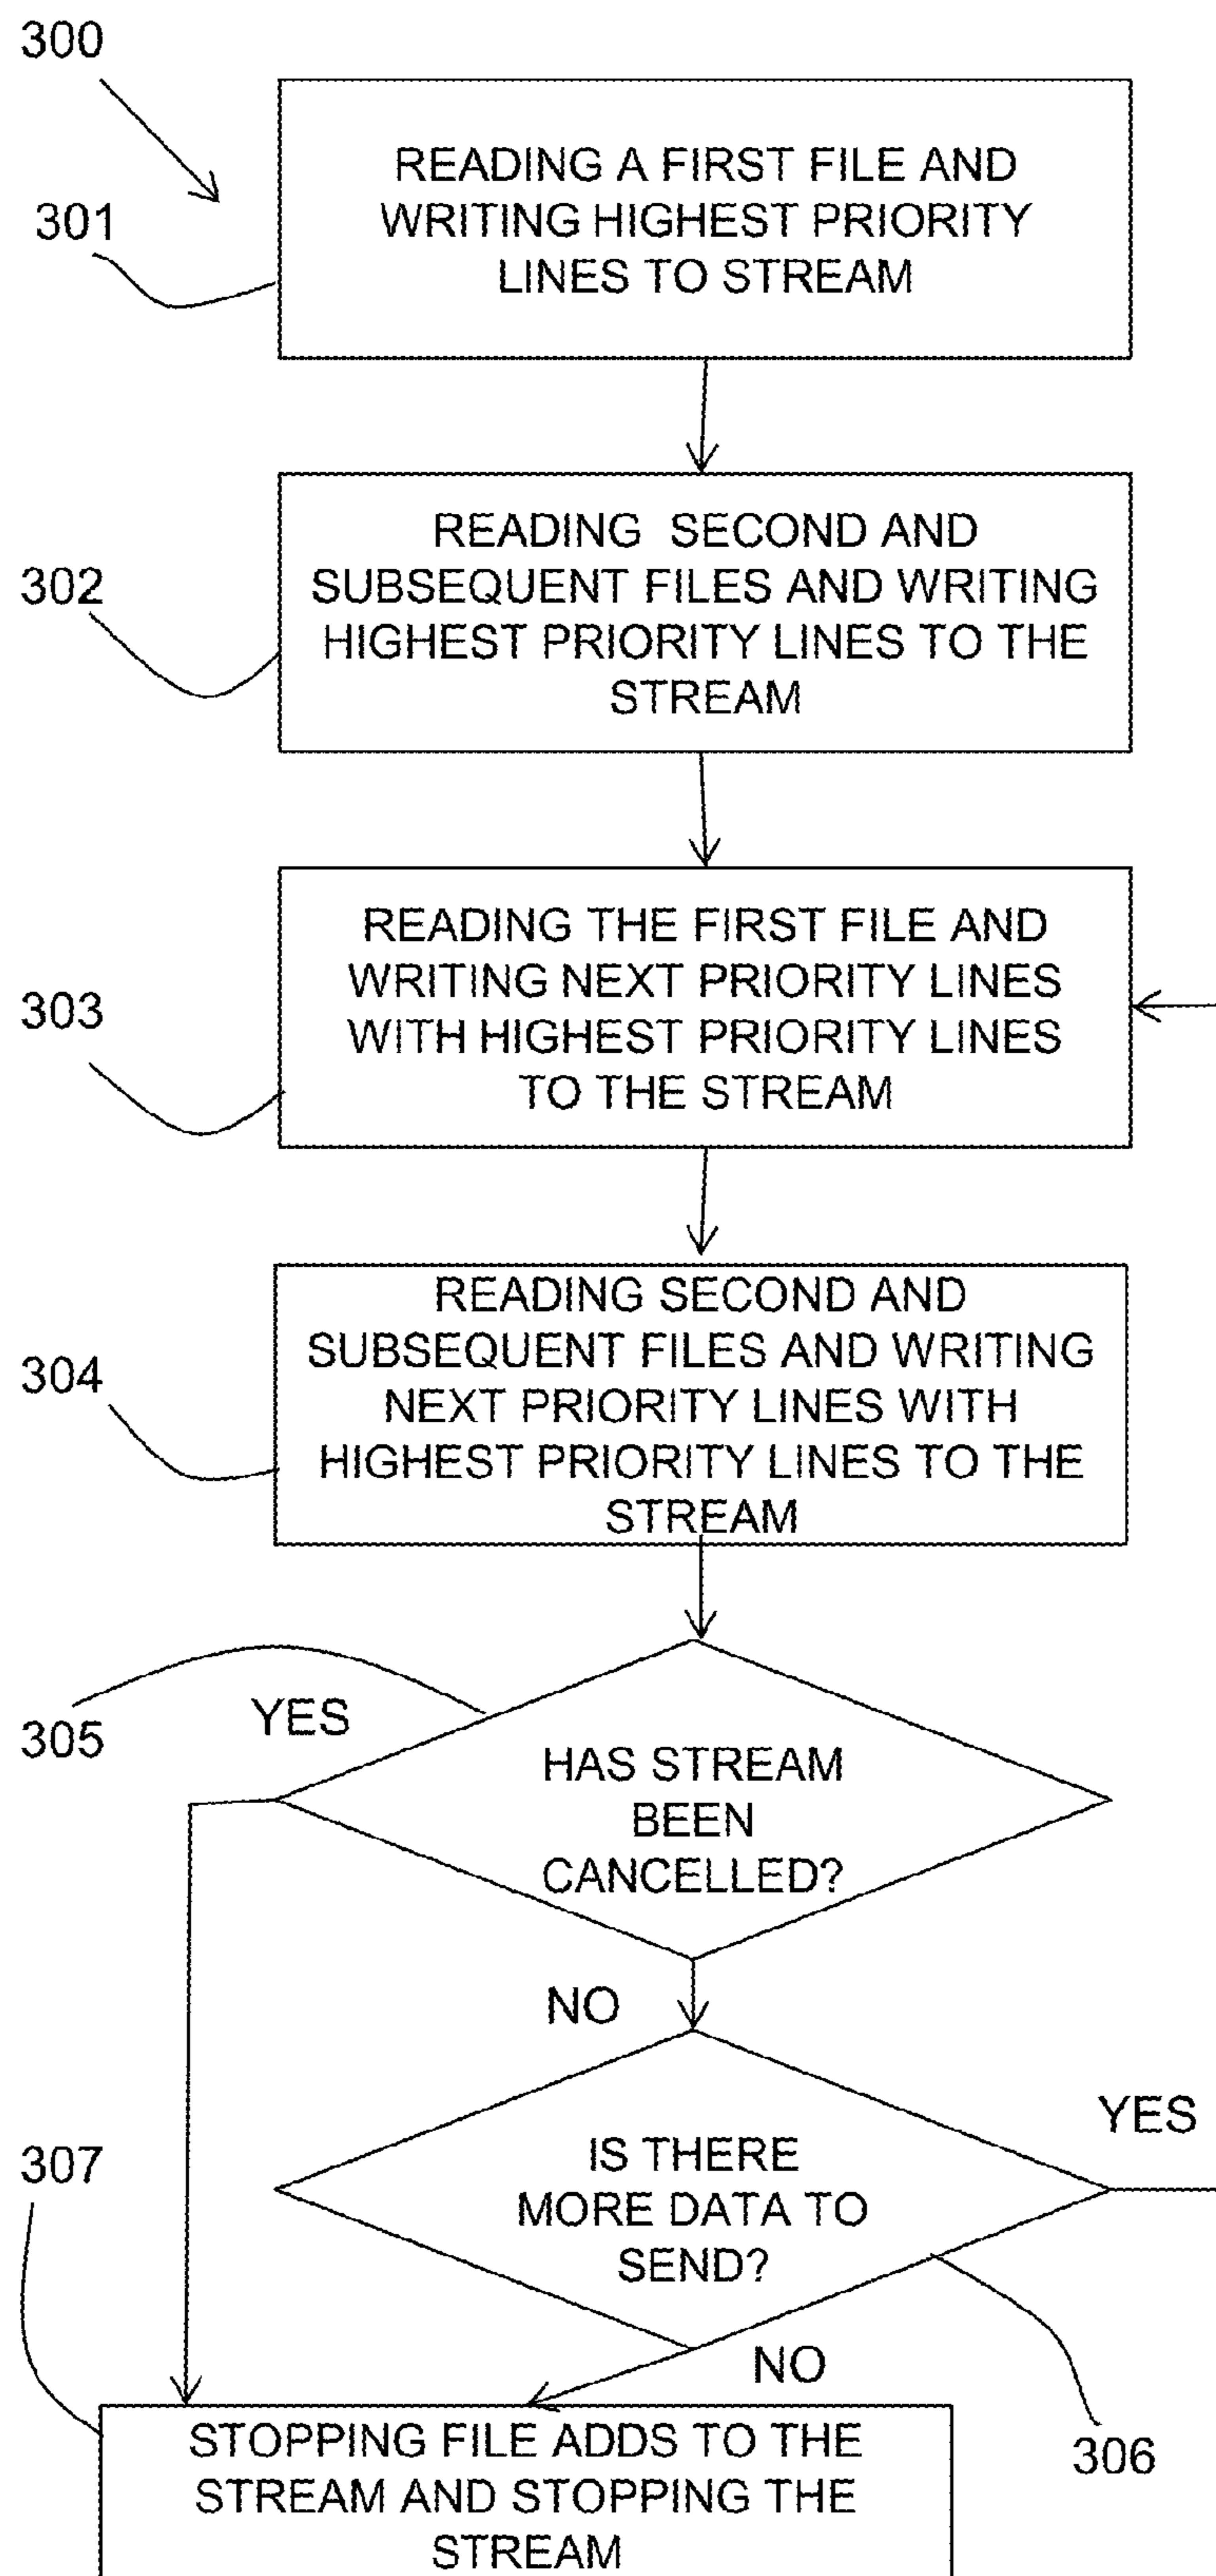 300
READING A FIRST FILE AND
WRITING HIGHEST PRIORITY
LINES TO STREAM
301
READING SECOND AND
SUBSEQUENT FILES AND WRITING
HIGHEST PRIORITY LINES TO THE
STREAM
302
READING THE FIRST FILE AND
WRITING NEXT PRIORITY LINES
WITH HIGHEST PRIORITY LINES
TO THE STREAM
303
READING SECOND AND
SUBSEQUENT FILES AND WRITING
NEXT PRIORITY LINES WITH
HIGHEST PRIORITY LINES TO THE
STREAM
304
305
YES
HAS STREAM
BEEN
CANCELLED?
NO
YES
IS THERE
MORE DATA TO
SEND?
307
NO
306
STOPPING FILE ADDS TO THE
STREAM AND STOPPING THE
STREAM